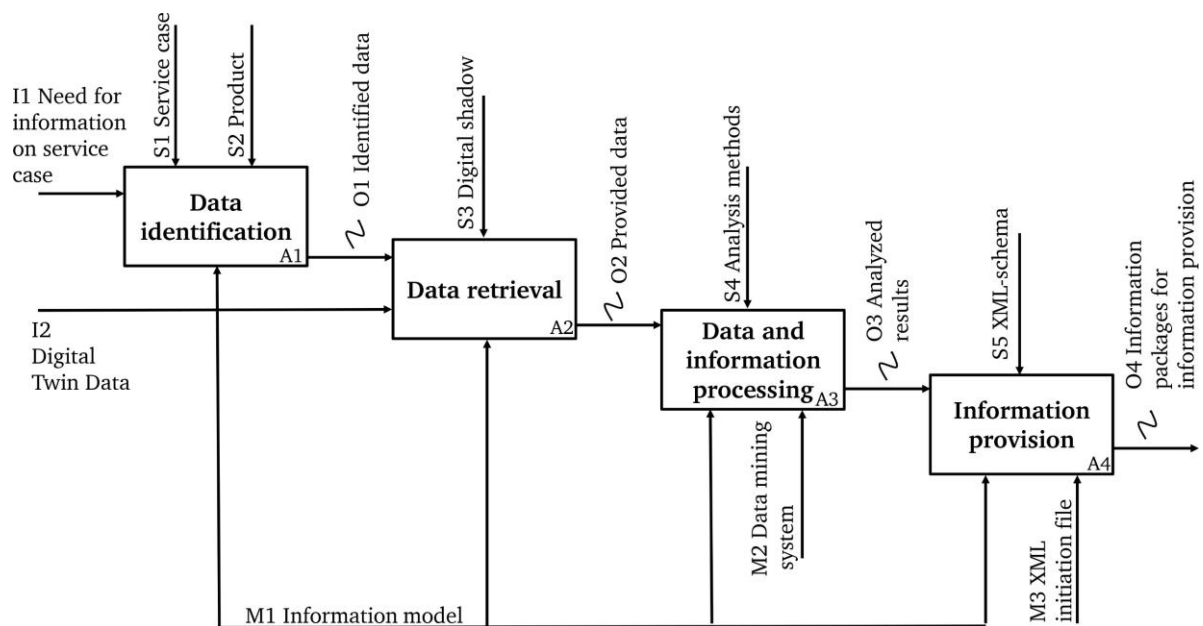 I1 Need for
information
on service
case
S1 Service case
S2 Product
Data
identification
A1
O1 Identified data
I2
Digital
Twin Data
S3 Digital shadow
Data retrieval
A2
O2 Provided data
S4 Analysis methods
Data and
information
processing
A3
M2 Data mining
system
O3 Analyzed
results
S5 XML-schema
Information
provision
A4
O4 Information
packages for
information provision
M3 XML
initiation file
M1 Information model